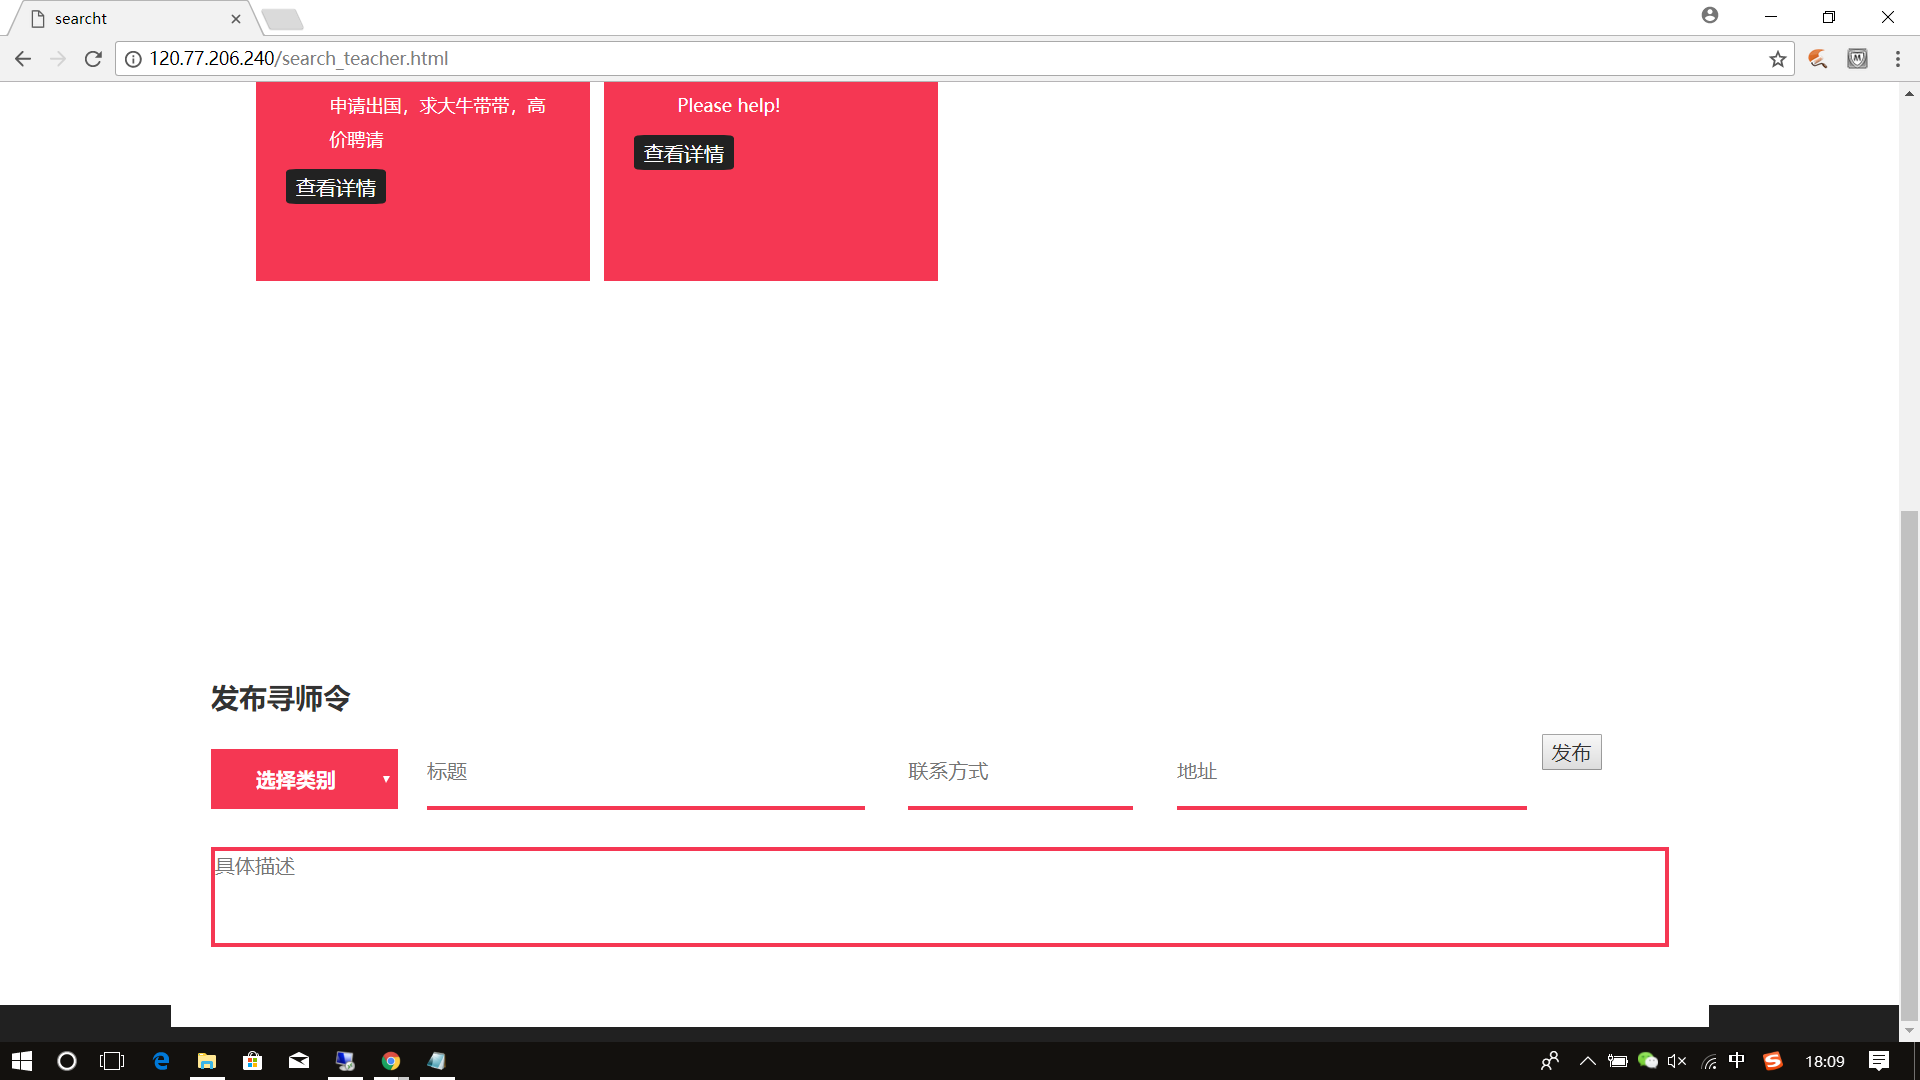 searcht
120.77.206.240/search_teacher.html
申请出国，求大牛带带，高
价聘请
查看详情
Please help!
查看详情
发布寻师令
选择类别
标题
联系方式
地址
发布
具体描述
中
18:09